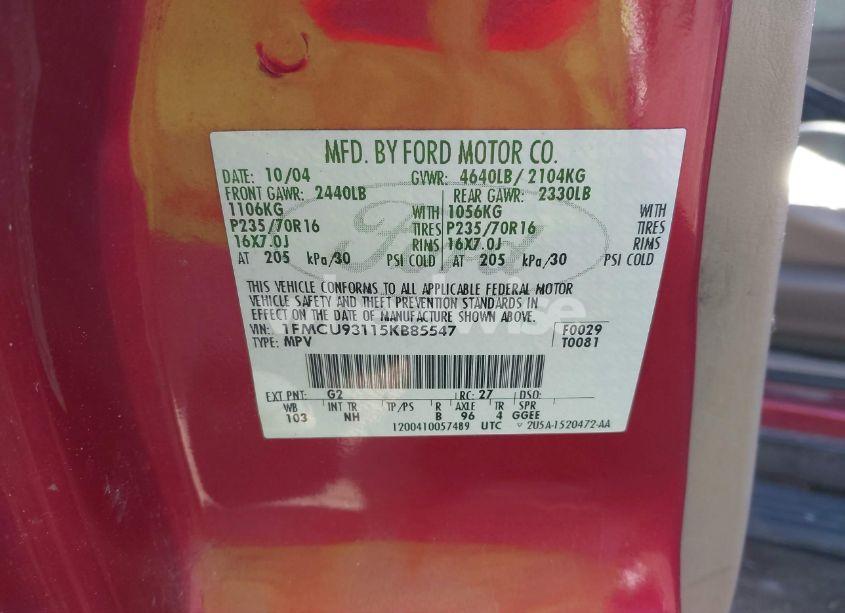 MFD. BY FORD MOTOR CO.
DATE: 10/04 GVWR: 4640LB/ 2104KG
FRONT GAWR: 2440LB REAR GAWR: 2330LB
1106KG WITH 1056KG WITH
P235/70R16 TIRES P235/70R16 TIRES
16X7.0J RIMS 16X7.0J RIMS
AT 205 kPa/30 PSI COLD AT 205 kPa/30 PSI COLD
THIS VEHICLE CONFORMS TO ALL APPLICABLE FEDERAL MOTOR
VEHICLE SAFETY AND THEFT PREVENTION STANDARDS IN
EFFECT ON THE DATE OF MANUFACTURE SHOWN ABOVE.
VIN: 1FMCU93115KB85547 F0029
TYPE: MPV T0081
EXT PNT: G2 RC: 27 DSO:
WB INT TR TP/PS R AXLE TR SPR
103 NH B 96 4 GGEE
1200410057489 UTC 2U5A-1520472-AA
Ford